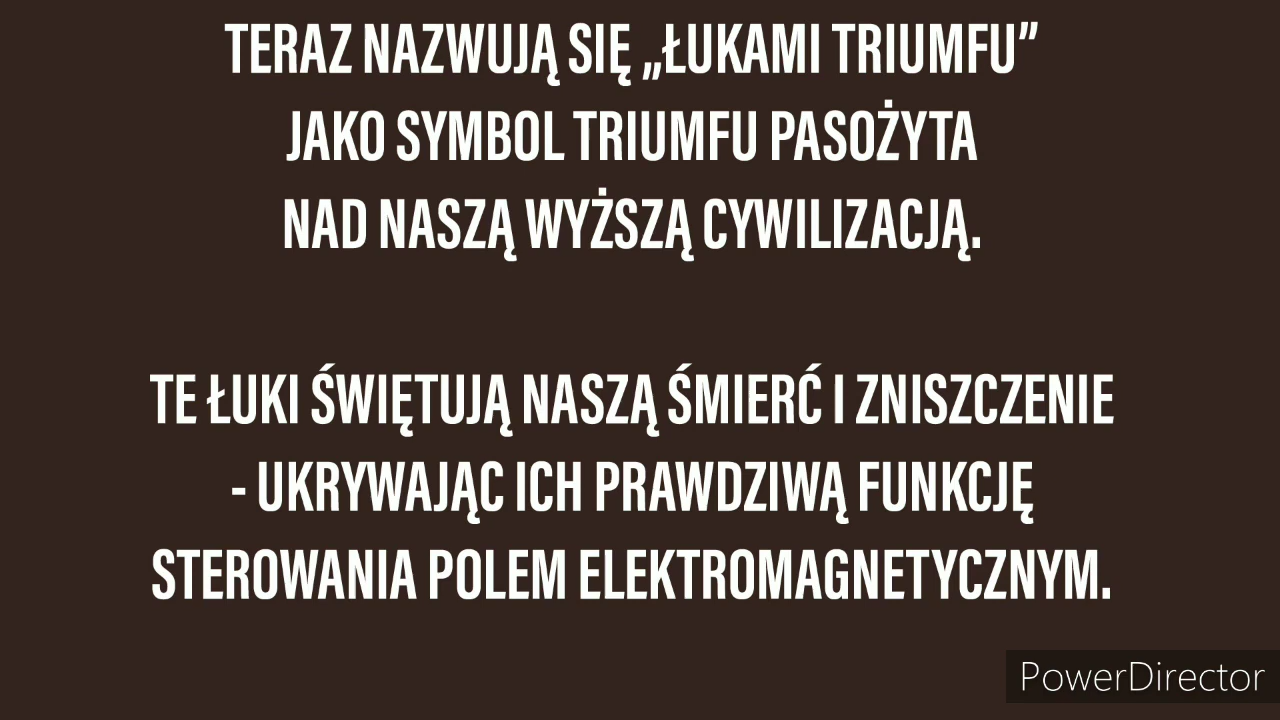 TERAZ NAZWUJĄ SIĘ „ŁUKAMI TRIUMFU”
JAKO SYMBOL TRIUMFU PASOŻYTA
NAD NASZĄ WYŻSZĄ CYWILIZACJĄ.
TE ŁUKI ŚWIĘTUJĄ NASZĄ ŚMIERĆ I ZNISZCZENIE
- UKRYWAJĄC ICH PRAWDZIWĄ FUNKCJĘ
STEROWANIA POLEM ELEKTROMAGNETYCZNYM.
PowerDirector